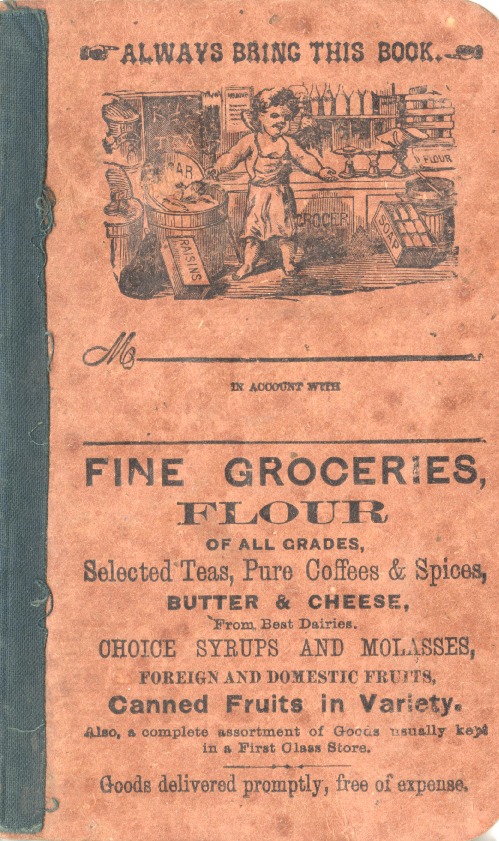 ALWAYS BRING THIS BOOK.
AR
D FLOUR
GROCER
SOAP
RAISINS
M
IN ACCOUNT WITH
FINE GROCERIES,
FLOUR
OF ALL GRADES,
Selected Teas, Pure Coffees & Spices,
BUTTER & CHEESE,
From Best Dairies.
CHOICE SYRUPS AND MOLASSES,
FOREIGN AND DOMESTIC FRUITS,
Canned Fruits in Variety.
Also, a complete assortment of Goods usually kept
in a First Class Store.
Goods delivered promptly, free of expense.